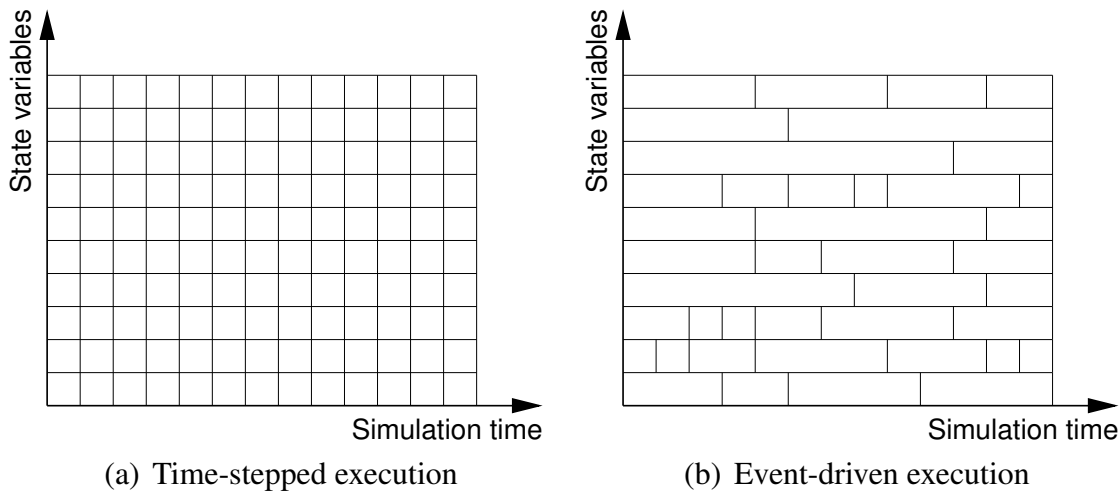 State variables
Simulation time
(a) Time-stepped execution
State variables
Simulation time
(b) Event-driven execution